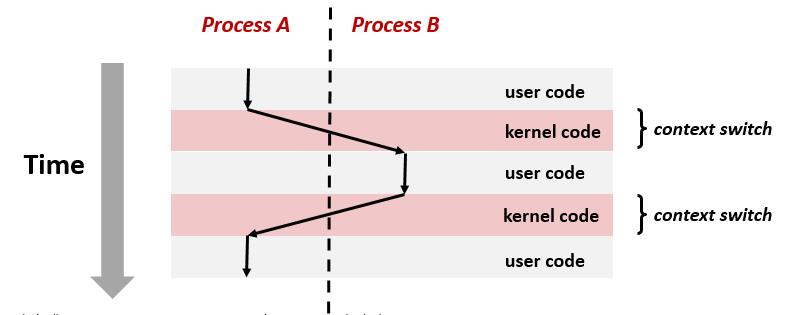 Process A Process B
user code
kernel code } context switch
Time
user code
kernel code } context switch
user code